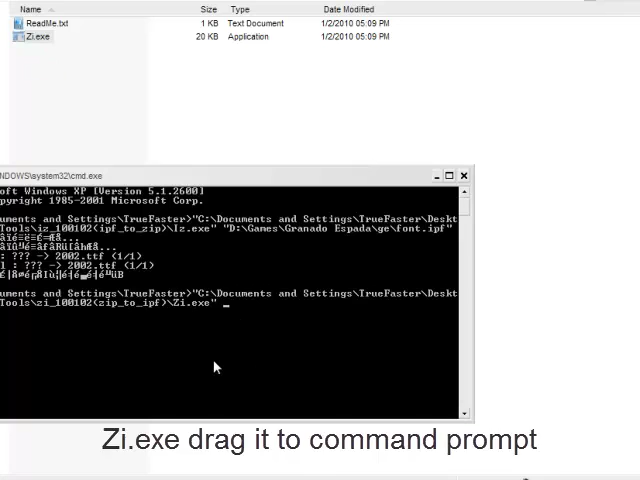 Name Size Type Date Modified
ReadMe.txt 1 KB Text Document 1/2/2010 05:09 PM
Zi.exe 20 KB Application 1/2/2010 05:09 PM
NDOWS\system32\cmd.exe
oft Windows XP [Version 5.1.2600]
opyright 1985-2001 Microsoft Corp.
uments and Settings\TrueFaster>"C:\Documents and Settings\TrueFaster\Deskt
Tools\iz_100102(ipf_to_zip)\Iz.exe" "D:\Games\Granado Espada\ge\font.ipf"
: ??? -> 2002.ttf (1/1)
l : ??? -> 2002.ttf (1/1)
uments and Settings\TrueFaster>"C:\Documents and Settings\TrueFaster\Deskt
Tools\zi_100102(zip_to_ipf)\Zi.exe" _
Zi.exe drag it to command prompt